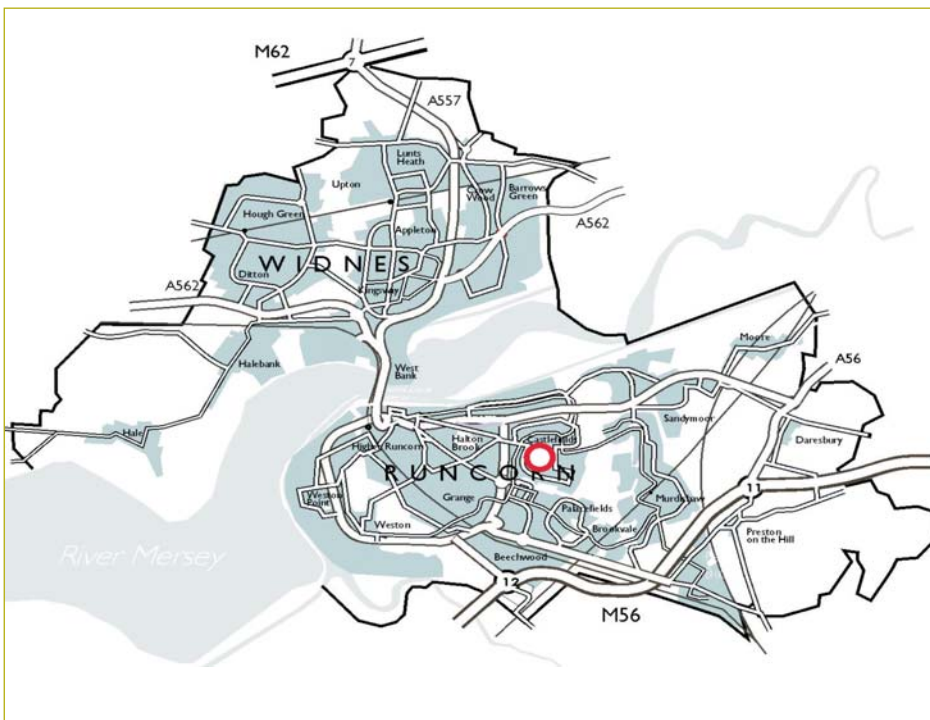 M62
7
A557
Lunts
Heath
Upton
Crow
Wood
Barrows
Green
Hough Green
Appleton
A562
WIDNES
Ditton
Kingsway
A562
Halebank
West
Bank
Moore
A56
Sandymoor
Hale
Higher Runcorn
Halton
Brook
Castlefields
Daresbury
RUNCORN
Weston
Point
Grange
Murdishaw
11
Palacefields
Weston
Brookvale
Preston
on the Hill
River Mersey
Beechwood
12
M56